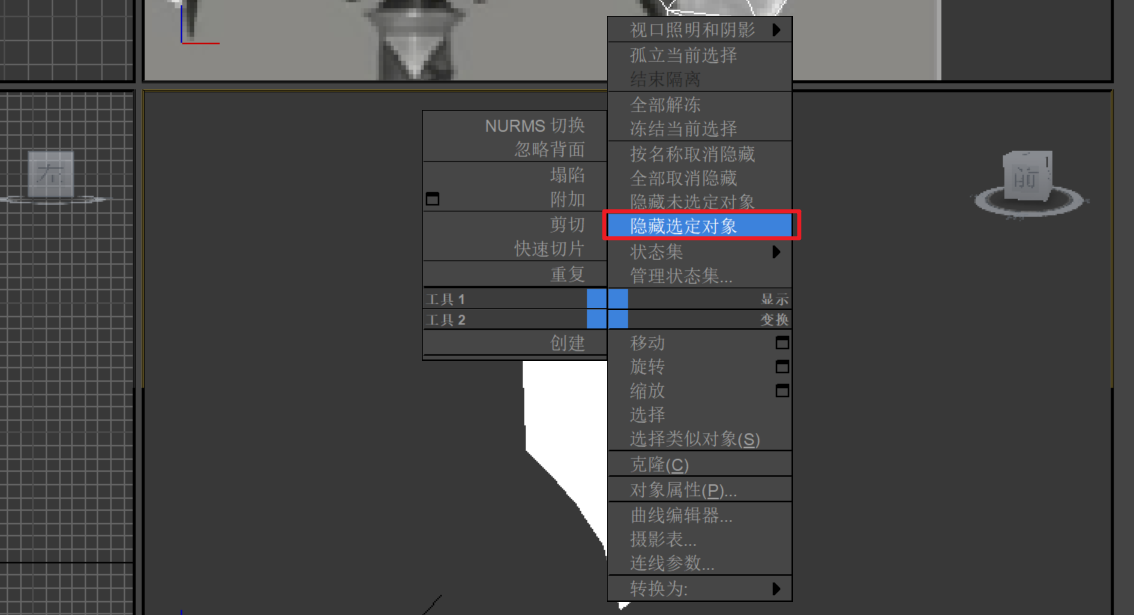 视口照明和阴影
孤立当前选择
结束隔离
全部解冻
冻结当前选择
按名称取消隐藏
全部取消隐藏
隐藏未选定对象
隐藏选定对象
状态集
管理状态集...
显示
变换
NURMS 切换
忽略背面
塌陷
附加
剪切
快速切片
重复
工具 1
工具 2
创建
移动
旋转
缩放
选择
选择类似对象(S)
克隆(C)
对象属性(P)...
曲线编辑器...
摄影表...
连线参数...
转换为:
左
前